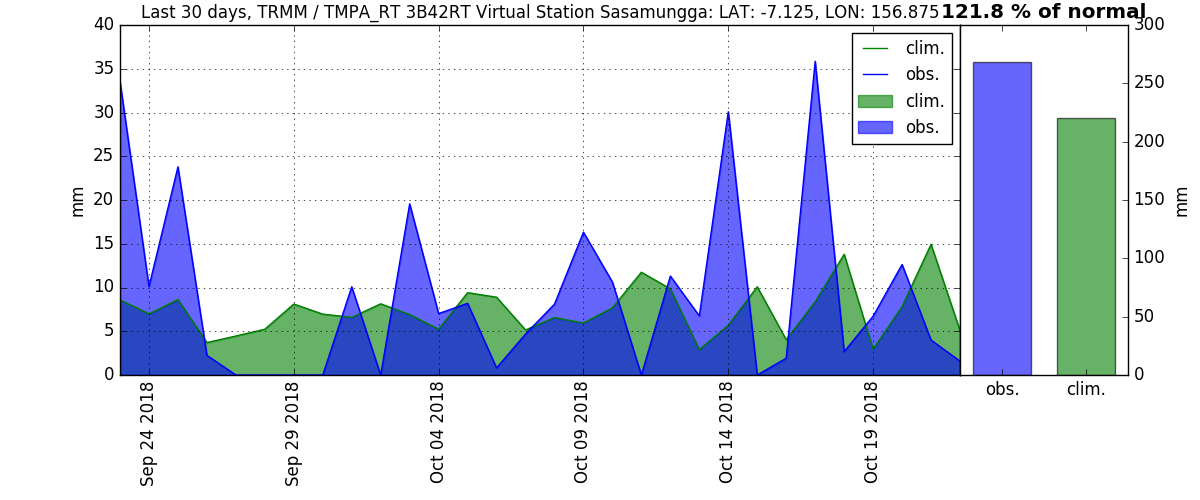 Last 30 days, TRMM / TMPA_RT 3B42RT Virtual Station Sasamungga: LAT: -7.125, LON: 156.875 121.8 % of normal
40
35
30
25
20
15
10
5
0
mm
clim.
obs.
clim.
obs.
Sep 24 2018
Sep 29 2018
Oct 04 2018
Oct 09 2018
Oct 14 2018
Oct 19 2018
300
250
200
150
100
50
0
mm
obs. clim.